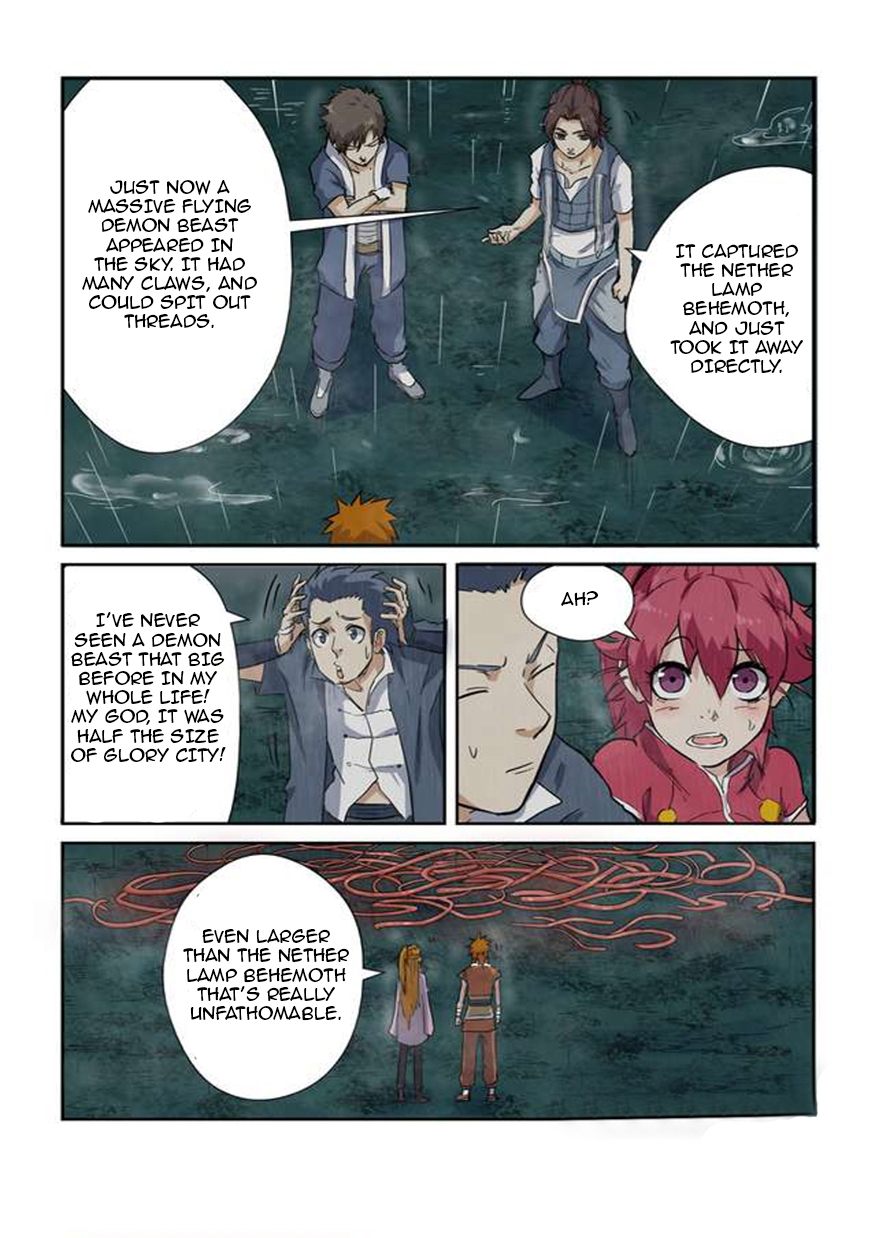 JUST NOW A
MASSIVE FLYING
DEMON BEAST
APPEARED IN
THE SKY. IT HAD
MANY CLAWS, AND
COULD SPIT OUT
THREADS.
IT CAPTURED
THE NETHER
LAMP
BEHEMOTH,
AND JUST
TOOK IT AWAY
DIRECTLY.
I'VE NEVER
SEEN A DEMON
BEAST THAT BIG
BEFORE IN MY
WHOLE LIFE!
MY GOD, IT WAS
HALF THE SIZE
OF GLORY CITY!
AH?
EVEN LARGER
THAN THE NETHER
LAMP BEHEMOTH
THAT'S REALLY
UNFATHOMABLE.